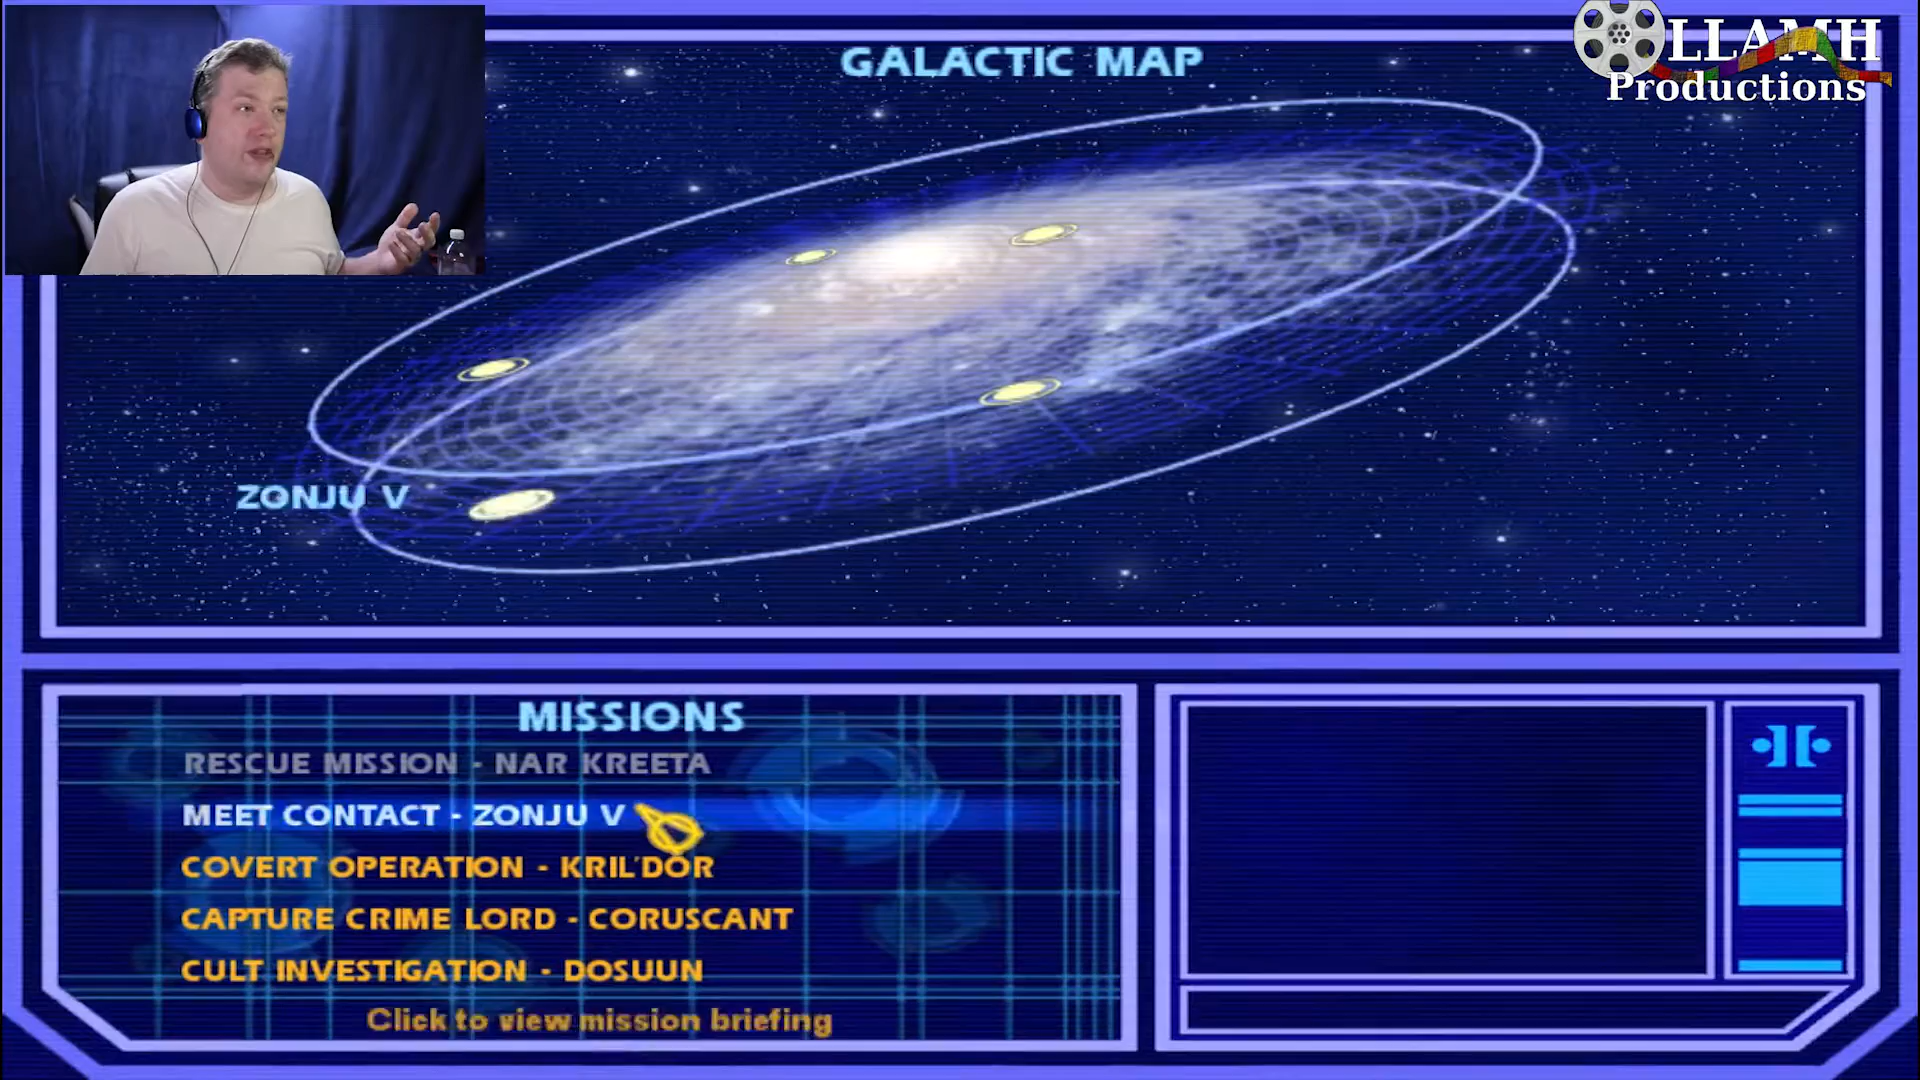 GALACTIC MAP
LLAMH
Productions
ZONJU V
MISSIONS
RESCUE MISSION - NAR KREETA
MEET CONTACT - ZONJU V
COVERT OPERATION - KRIL'DOR
CAPTURE CRIME LORD - CORUSCANT
CULT INVESTIGATION - DOSUUN
Click to view mission briefing